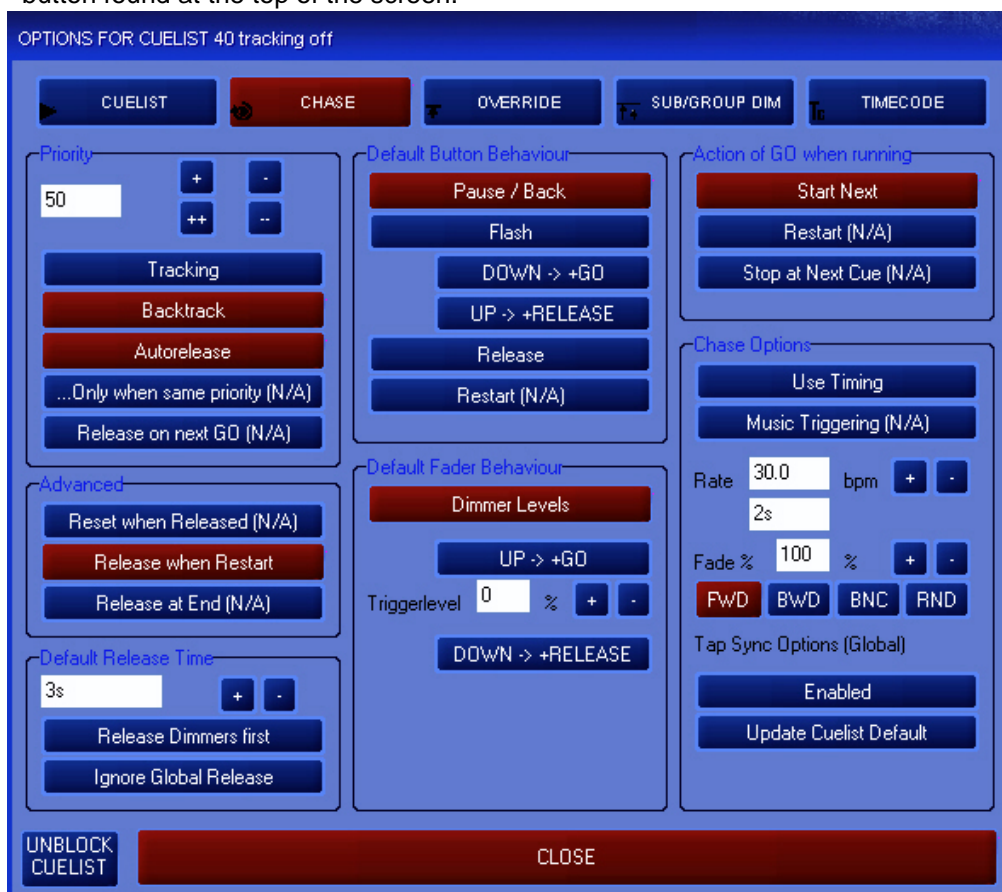 button found at the top of the screen.
OPTIONS FOR CUELIST 40 tracking off
CUELIST
CHASE
OVERRIDE
SUB/GROUP DIM
TIMECODE
Priority
50
+
-
++
--
Tracking
Backtrack
Autorelease
...Only when same priority (N/A)
Release on next GO (N/A)
Advanced
Reset when Released (N/A)
Release when Restart
Release at End (N/A)
Default Release Time
3s
+
-
Release Dimmers first
Ignore Global Release
Default Button Behaviour
Pause / Back
Flash
DOWN -> +GO
UP -> +RELEASE
Release
Restart (N/A)
Default Fader Behaviour
Dimmer Levels
UP -> +GO
Triggerlevel 0 % + -
DOWN -> +RELEASE
Action of GO when running
Start Next
Restart (N/A)
Stop at Next Cue (N/A)
Chase Options
Use Timing
Music Triggering (N/A)
Rate 30.0 bpm + -
2s
Fade % 100 % + -
FWD BWD BNC RND
Tap Sync Options (Global)
Enabled
Update Cuelist Default
UNBLOCK
CUELIST
CLOSE